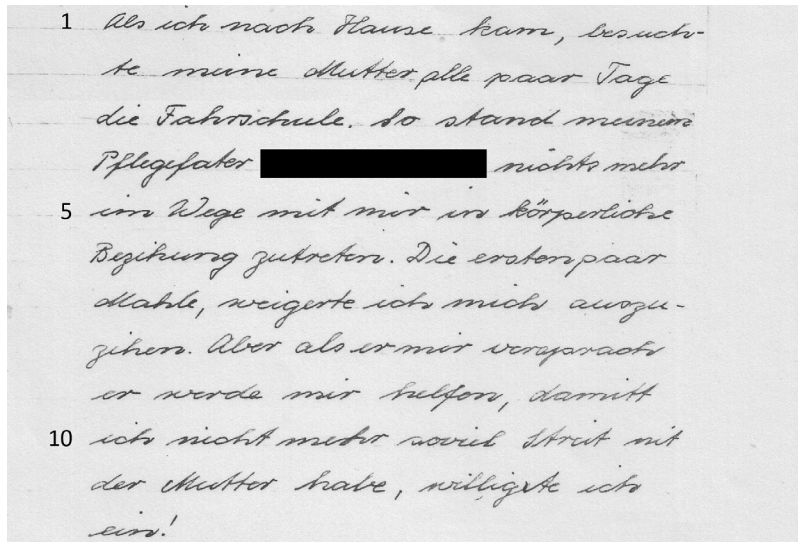 1 Als ich nach Hause kam, besuch-
te meine Mutter alle paar Tage
die Fahrschule. So stand meinem
Pflegefater nichts mehr
5 im Wege mit mir in körperliche
Bezihung zutreten. Die ersten paar
Mahle, weigerte ich mich auszu-
zihen. Aber als er mir versprach
er werde mir helfen, damitt
10 ich nicht mehr soviel Streit mit
der Mutter habe, willigte ich
ein!